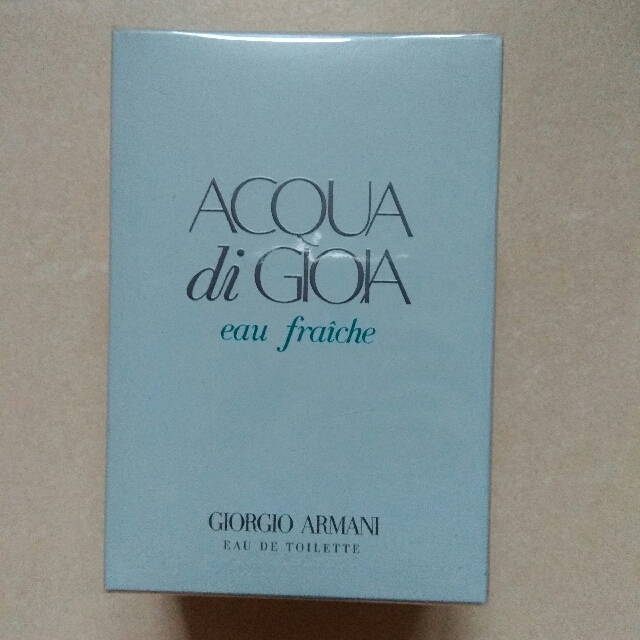 ACQUA
di GIOIA
eau fraîche
GIORGIO ARMANI
EAU DE TOILETTE